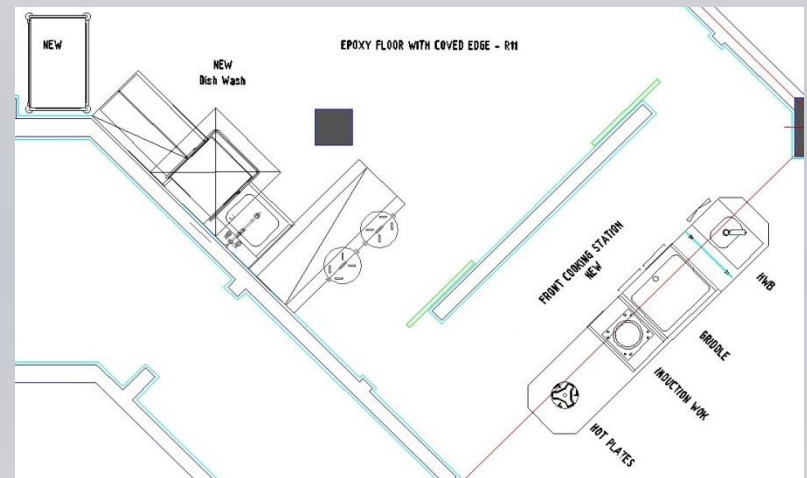 NEW
EPOXY FLOOR WITH COVED EDGE - R11
NEW
Dish Wash
FRONT COOKING STATION
NEW
HWB
GRIDDLE
INDUCTION WOK
HOT PLATES